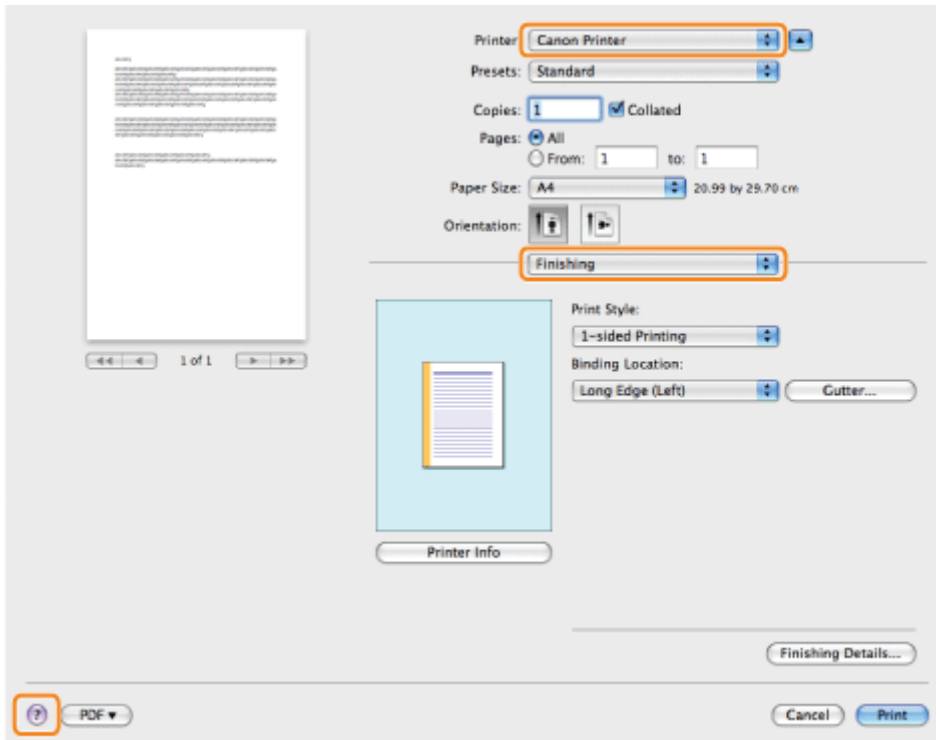 Printer: Canon Printer
Presets: Standard
Copies: 1 Collated
Pages: All
From: 1 to: 1
Paper Size: A4 20.99 by 29.70 cm
Orientation:
Finishing
1 of 1
Print Style:
1-sided Printing
Binding Location:
Long Edge (Left) Gutter...
Printer Info
Finishing Details...
? PDF ▼ Cancel Print